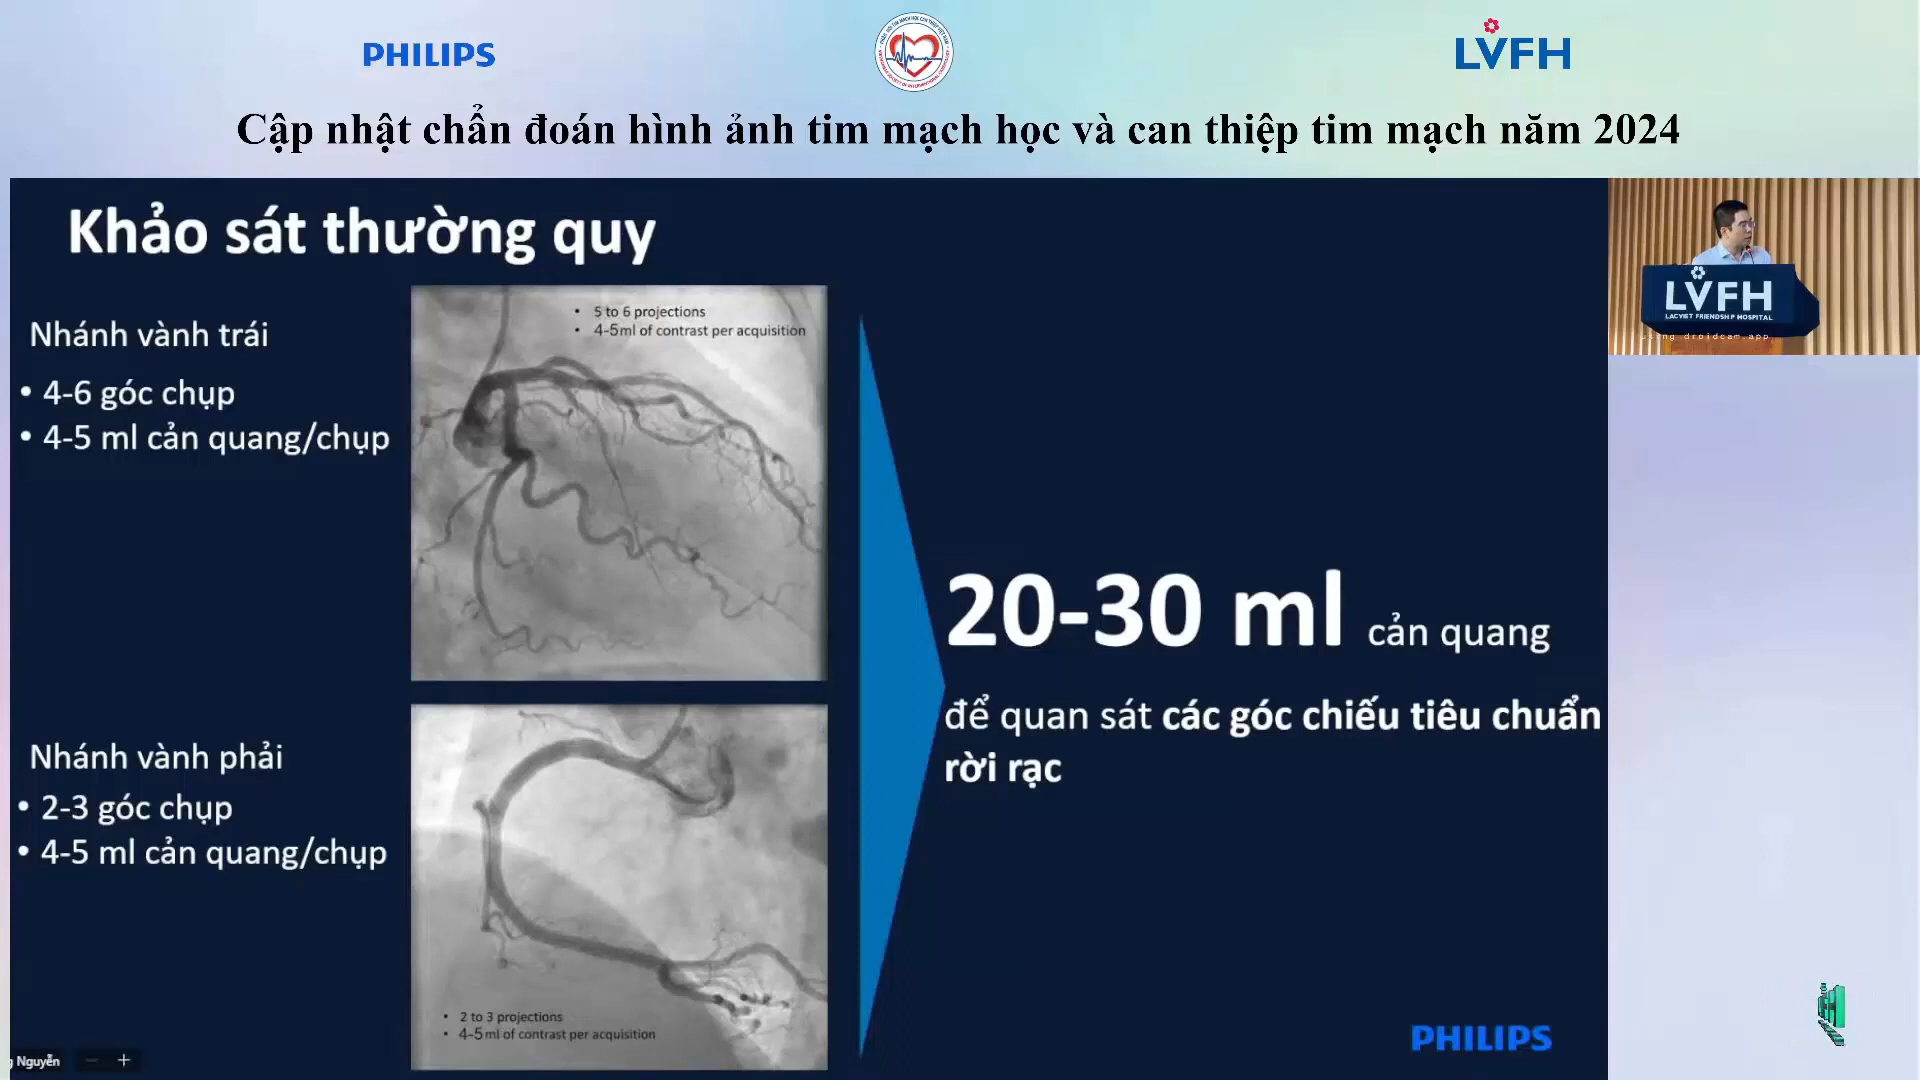 PHILIPS
LVFH
Cập nhật chẩn đoán hình ảnh tim mạch học và can thiệp tim mạch năm 2024
Khảo sát thường quy
Nhánh vành trái
• 4-6 góc chụp
• 4-5 ml cản quang/chụp
• 5 to 6 projections
• 4-5ml of contrast per acquisition
Nhánh vành phải
• 2-3 góc chụp
• 4-5 ml cản quang/chụp
• 2 to 3 projections
• 4-5ml of contrast per acquisition
20-30 ml cản quang
để quan sát các góc chiếu tiêu chuẩn
rời rạc
PHILIPS
LVFH
LACVIET FRIENDSHIP HOSPITAL
using droidcam.app
Nguyễn